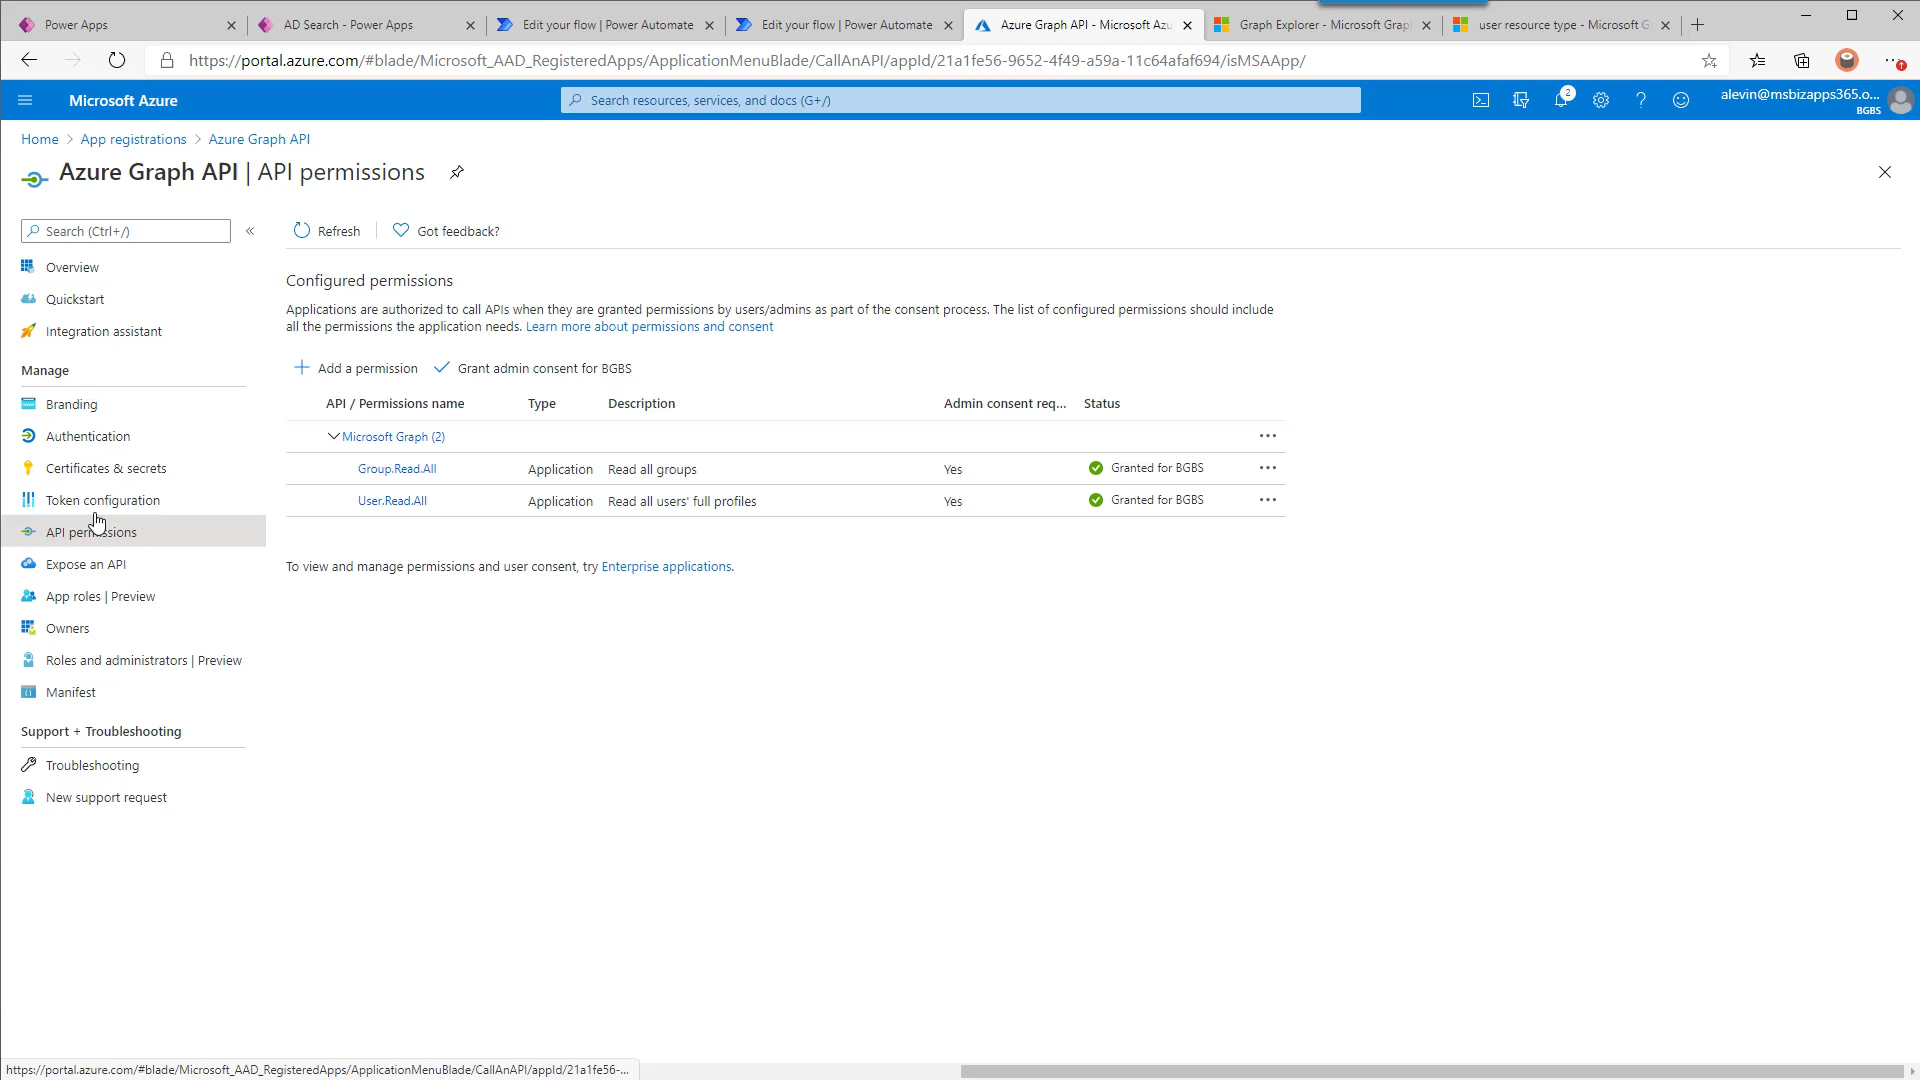 Power Apps
AD Search - Power Apps
Edit your flow | Power Automate
Edit your flow | Power Automate
Azure Graph API - Microsoft Azu
Graph Explorer - Microsoft Grap
user resource type - Microsoft G
https://portal.azure.com/#blade/Microsoft_AAD_RegisteredApps/ApplicationMenuBlade/CallAnAPI/appId/21a1fe56-9652-4f49-a59a-11c64afaf694/isMSAApp/
Microsoft Azure
Search resources, services, and docs (G+/)
2
alevin@msbizapps365.o...
BGBS
Home > App registrations > Azure Graph API
Azure Graph API | API permissions
Search (Ctrl+/)
«
Refresh
Got feedback?
Overview
Quickstart
Integration assistant
Manage
Branding
Authentication
Certificates & secrets
Token configuration
API permissions
Expose an API
App roles | Preview
Owners
Roles and administrators | Preview
Manifest
Support + Troubleshooting
Troubleshooting
New support request
Configured permissions
Applications are authorized to call APIs when they are granted permissions by users/admins as part of the consent process. The list of configured permissions should include
all the permissions the application needs. Learn more about permissions and consent
Add a permission
Grant admin consent for BGBS
API / Permissions name Type Description Admin consent req... Status
Microsoft Graph (2) ...
Group.Read.All Application Read all groups Yes Granted for BGBS ...
User.Read.All Application Read all users' full profiles Yes Granted for BGBS ...
To view and manage permissions and user consent, try Enterprise applications.
https://portal.azure.com/#blade/Microsoft_AAD_RegisteredApps/ApplicationMenuBlade/CallAnAPI/appId/21a1fe56-...